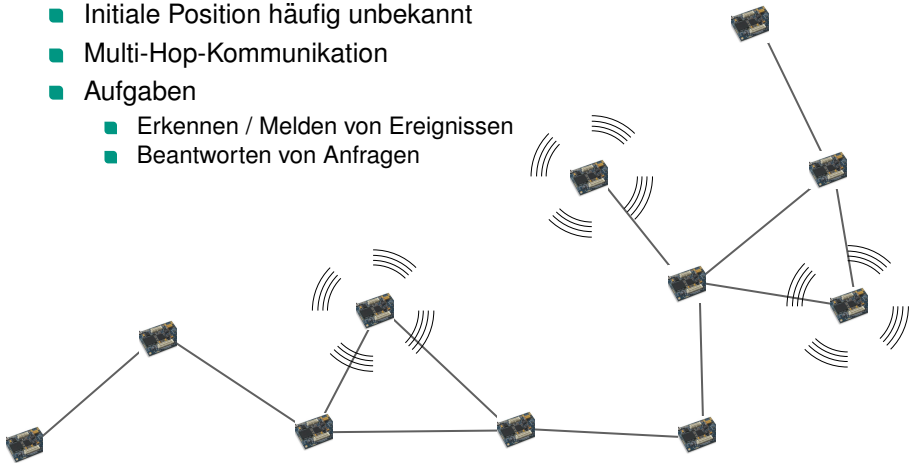 Initiale Position häufig unbekannt
Multi-Hop-Kommunikation
Aufgaben
Erkennen / Melden von Ereignissen
Beantworten von Anfragen